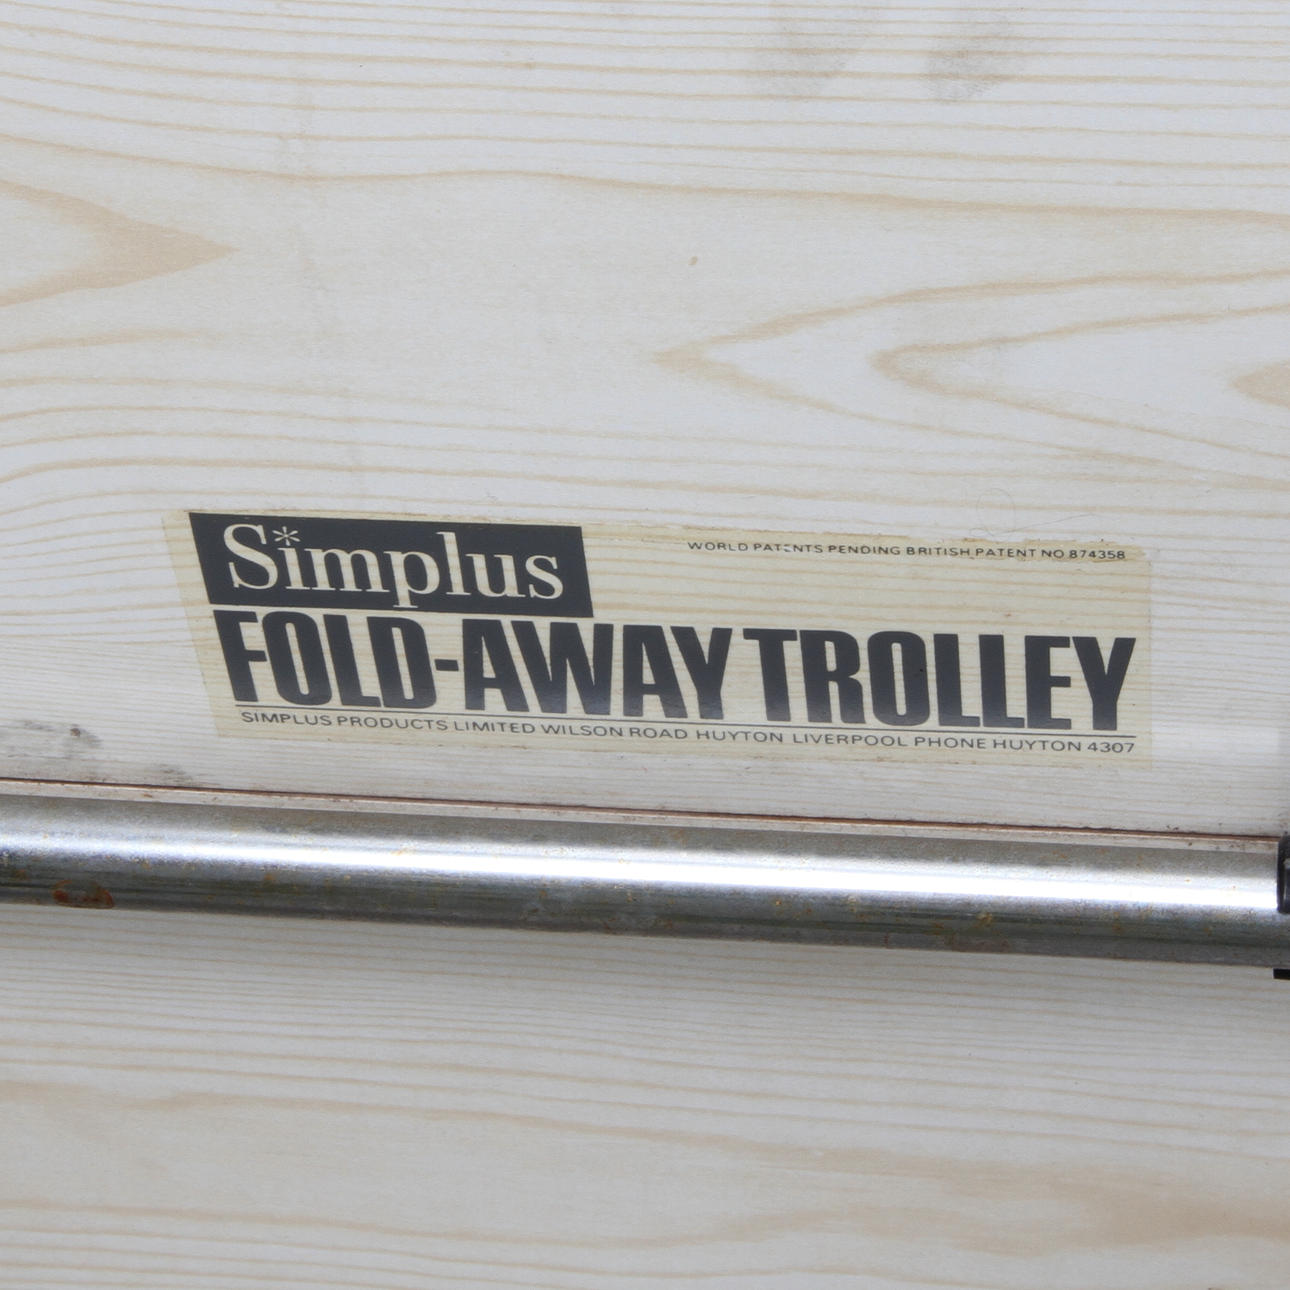 Simplus
WORLD PATENTS PENDING BRITISH PATENT NO 874358
FOLD-AWAY TROLLEY
SIMPLUS PRODUCTS LIMITED WILSON ROAD HUYTON LIVERPOOL PHONE HUYTON 4307